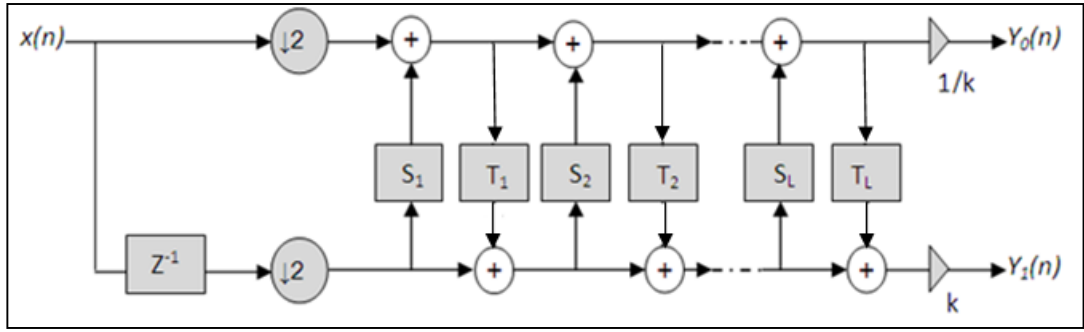 x(n)
↓2
+
+
+
Y₀(n)
1/k
S₁
T₁
S₂
T₂
S_L
T_L
Z⁻¹
↓2
+
+
+
Y₁(n)
k